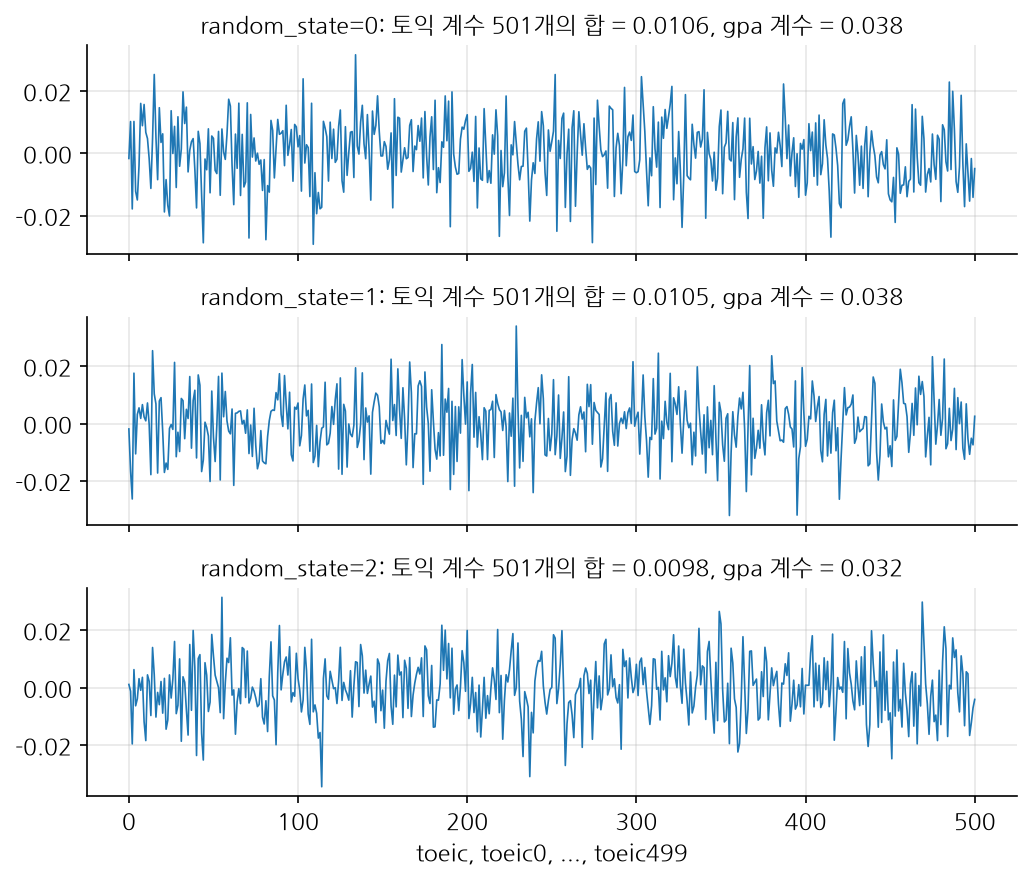 random_state=0: 토익 계수 501개의 합 = 0.0106, gpa 계수 = 0.038
0.02
0.00
-0.02
random_state=1: 토익 계수 501개의 합 = 0.0105, gpa 계수 = 0.038
0.02
0.00
-0.02
random_state=2: 토익 계수 501개의 합 = 0.0098, gpa 계수 = 0.032
0.02
0.00
-0.02
0 100 200 300 400 500
toeic, toeic0, ..., toeic499